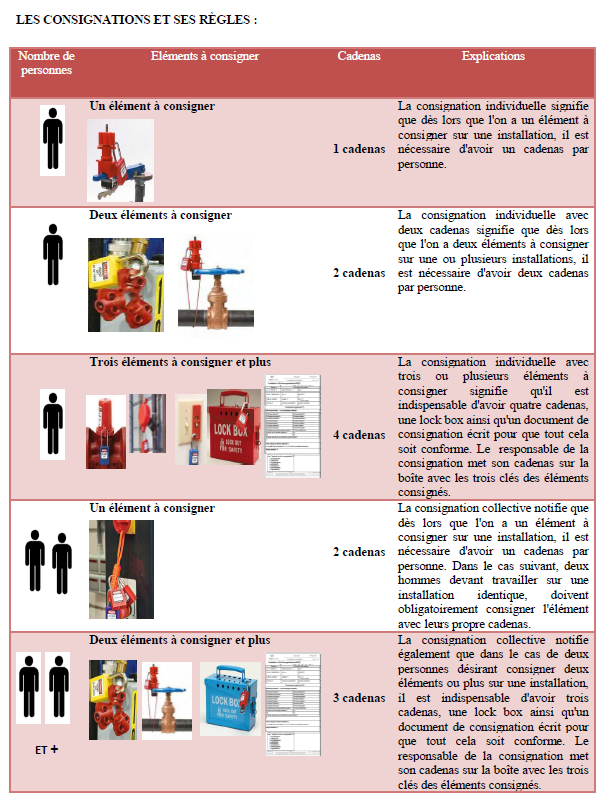 LES CONSIGNATIONS ET SES RÈGLES :
Nombre de personnes
Eléments à consigner
Cadenas
Explications
Un élément à consigner
1 cadenas
La consignation individuelle signifie
que dès lors que l'on a un élément à
consigner sur une installation, il est
nécessaire d'avoir un cadenas par
personne.
Deux éléments à consigner
2 cadenas
La consignation individuelle avec
deux cadenas signifie que dès lors
que l'on a deux éléments à consigner
sur une ou plusieurs installations, il
est nécessaire d'avoir deux cadenas
par personne.
Trois éléments à consigner et plus
LOCK BOX
LOCK OUT
FOR SAFETY
4 cadenas
La consignation individuelle avec
trois ou plusieurs éléments à
consigner signifie qu'il est
indispensable d'avoir quatre cadenas,
une lock box ainsi qu'un document de
consignation écrit pour que tout cela
soit conforme. Le responsable de la
consignation met son cadenas sur la
boîte avec les trois clés des éléments
consignés.
Un élément à consigner
2 cadenas
La consignation collective notifie que
dès lors que l'on a un élément à
consigner sur une installation, il est
nécessaire d'avoir un cadenas par
personne. Dans le cas suivant, deux
hommes devant travailler sur une
installation identique, doivent
obligatoirement consigner l'élément
avec leurs propre cadenas.
ET +
Deux éléments à consigner et plus
3 cadenas
La consignation collective notifie
également que dans le cas de deux
personnes désirant consigner deux
éléments ou plus sur une installation,
il est indispensable d'avoir trois
cadenas, une lock box ainsi qu'un
document de consignation écrit pour
que tout cela soit conforme. Le
responsable de la consignation met
son cadenas sur la boîte avec les trois
clés des éléments consignés.